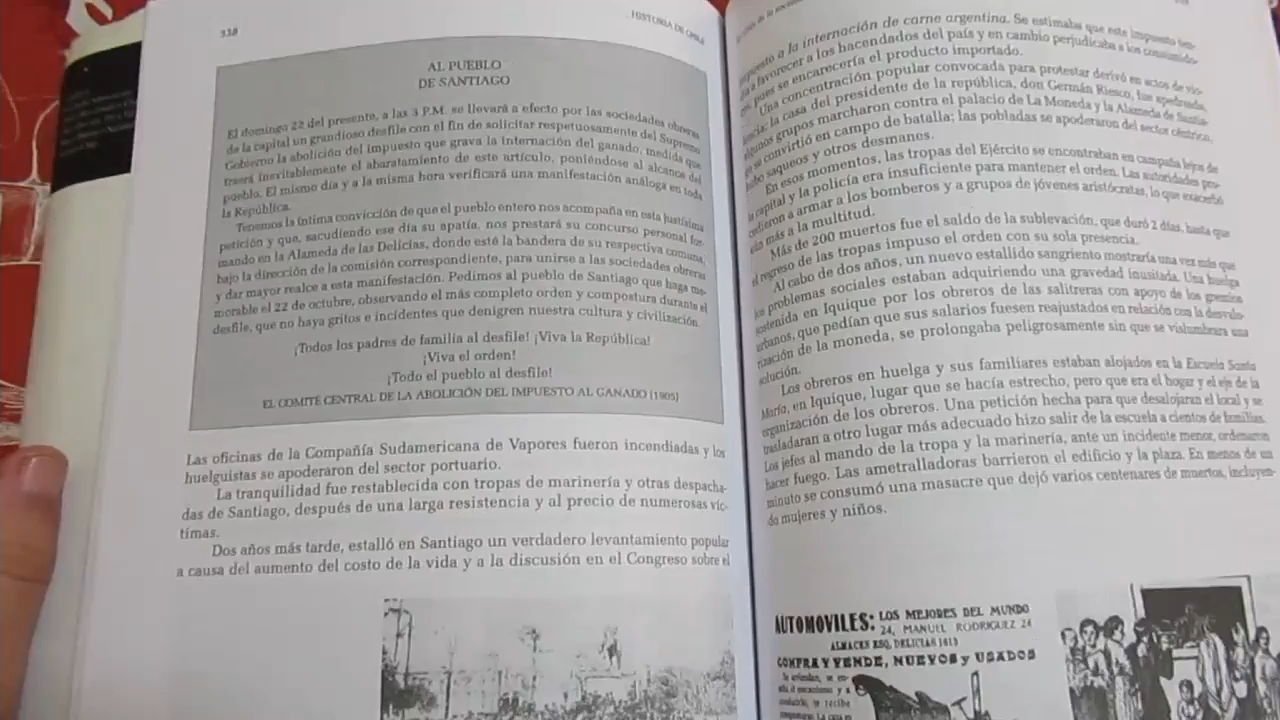 338
HISTORIA DE CHILE
AL PUEBLO
DE SANTIAGO
El domingo 22 del presente, a las 3 P.M. se llevará a efecto por las sociedades obreras
de la capital un grandioso desfile con el fin de solicitar respetuosamente del Supremo
Gobierno la abolición del impuesto que grava la internación del ganado, medida que
traerá inevitablemente el abaratamiento de este artículo, poniéndose al alcance del
pueblo. El mismo día y a la misma hora verificará una manifestación análoga en toda
la República.
Tenemos la íntima convicción de que el pueblo entero nos acompaña en esta justísima
petición y que, sacudiendo ese día su apatía, nos prestará su concurso personal for-
mando en la Alameda de las Delicias, donde esté la bandera de su respectiva comuna,
bajo la dirección de la comisión correspondiente, para unirse a las sociedades obreras
y dar mayor realce a esta manifestación. Pedimos al pueblo de Santiago que haga me-
morable el 22 de octubre, observando el más completo orden y compostura durante el
desfile, que no haya gritos e incidentes que denigren nuestra cultura y civilización.
¡Todos los padres de familia al desfile! ¡Viva la República!
¡Viva el orden!
¡Todo el pueblo al desfile!
EL COMITÉ CENTRAL DE LA ABOLICIÓN DEL IMPUESTO AL GANADO (1905)
Las oficinas de la Compañía Sudamericana de Vapores fueron incendiadas y los
huelguistas se apoderaron del sector portuario.
La tranquilidad fue restablecida con tropas de marinería y otras despacha-
das de Santiago, después de una larga resistencia y al precio de numerosas víc-
timas.
Dos años más tarde, estalló en Santiago un verdadero levantamiento popular
a causa del aumento del costo de la vida y a la discusión en el Congreso sobre el
a la internación de carne argentina. Se estimaba que este impuesto ten-
a favorecer a los hacendados del país y en cambio perjudicaba a los consumido-
pues se encarecería el producto importado.
Una concentración popular convocada para protestar derivó en actos de vio-
la casa del presidente de la república, don Germán Riesco, fue apedreada,
algunos grupos marcharon contra el palacio de La Moneda y la Alameda de Santia-
se convirtió en campo de batalla; las pobladas se apoderaron del sector céntrico,
hubo saqueos y otros desmanes.
En esos momentos, las tropas del Ejército se encontraban en campaña lejos de
la capital y la policía era insuficiente para mantener el orden. Las autoridades pro-
cedieron a armar a los bomberos y a grupos de jóvenes aristócratas, lo que exacerbó
más a la multitud.
Más de 200 muertos fue el saldo de la sublevación, que duró 2 días, hasta que
el regreso de las tropas impuso el orden con su sola presencia.
Al cabo de dos años, un nuevo estallido sangriento mostraría una vez más que
los problemas sociales estaban adquiriendo una gravedad inusitada. Una huelga
sostenida en Iquique por los obreros de las salitreras con apoyo de los gremios
urbanos, que pedían que sus salarios fuesen reajustados en relación con la desvalo-
rización de la moneda, se prolongaba peligrosamente sin que se vislumbrara una
solución.
Los obreros en huelga y sus familiares estaban alojados en la Escuela Santa
María, en Iquique, lugar que se hacía estrecho, pero que era el hogar y el eje de la
organización de los obreros. Una petición hecha para que desalojaran el local y se
trasladaran a otro lugar más adecuado hizo salir de la escuela a cientos de familias.
Los jefes al mando de la tropa y la marinería, ante un incidente menor, ordenaron
hacer fuego. Las ametralladoras barrieron el edificio y la plaza. En menos de un
minuto se consumó una masacre que dejó varios centenares de muertos, incluyen-
do mujeres y niños.
AUTOMOVILES: LOS MEJORES DEL MUNDO
24, MANUEL RODRIGUEZ 24
ALMACEN ESQ. DELICIAS 1613
COMPRA Y VENDE, NUEVOS y USADOS